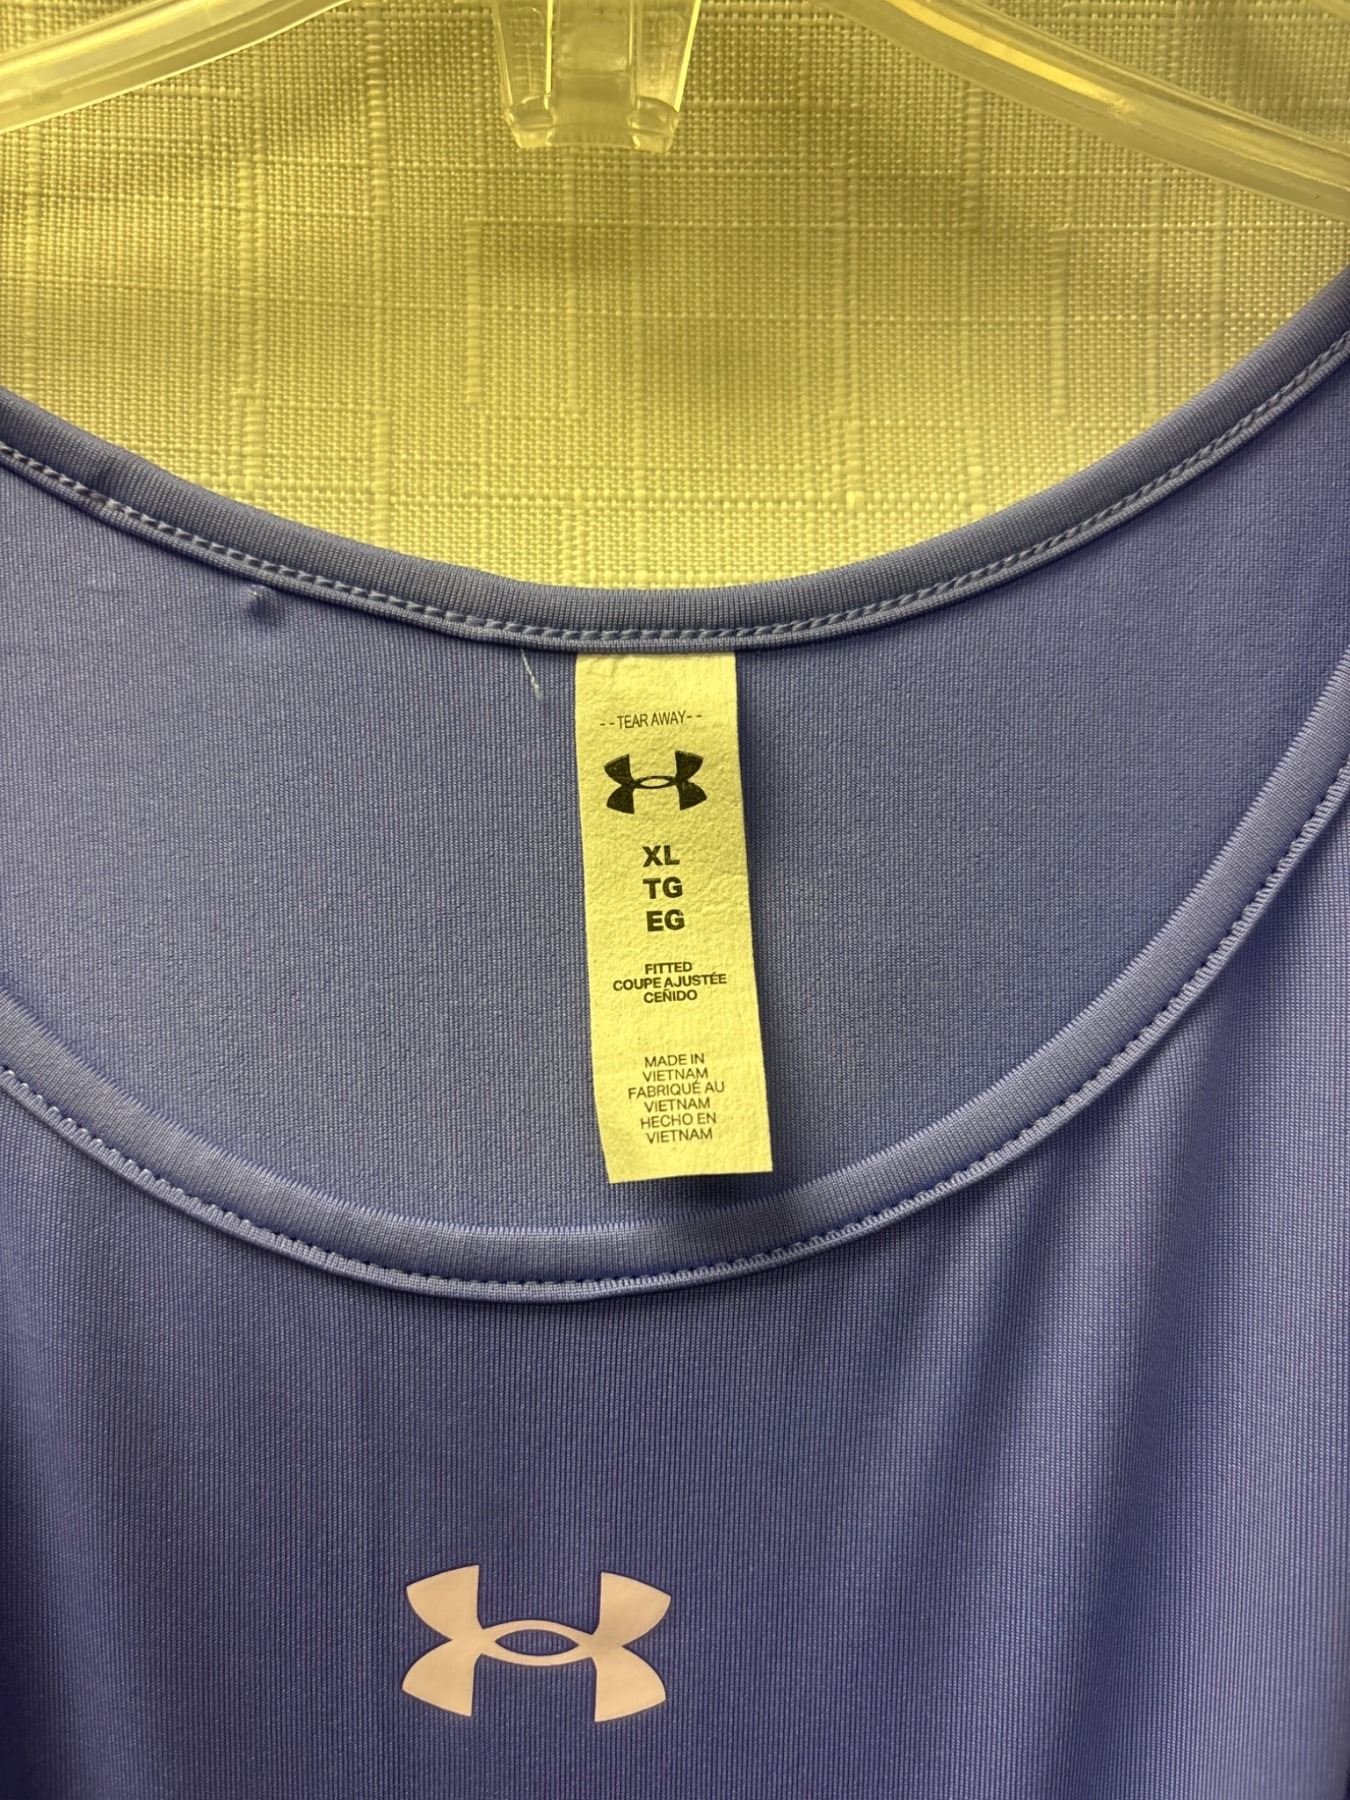 --TEAR AWAY--
XL
TG
EG
FITTED
COUPE AJUSTÉE
CEÑIDO
MADE IN
VIETNAM
FABRIQUÉ AU
VIETNAM
HECHO EN
VIETNAM